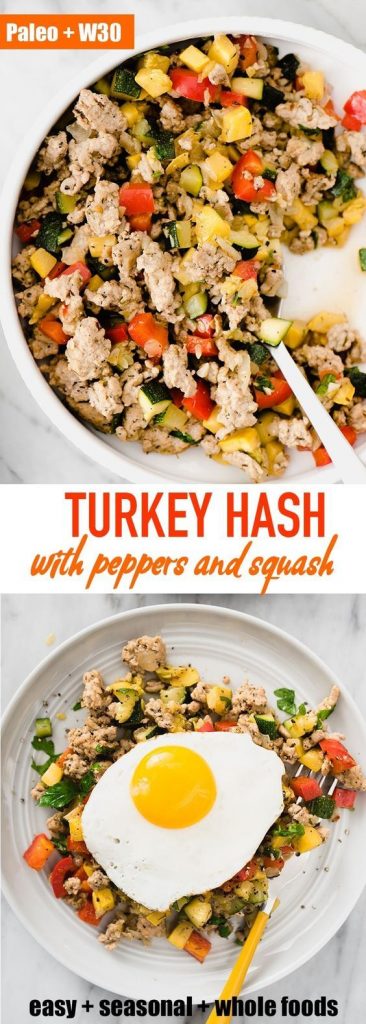 Paleo + W30
TURKEY HASH
with peppers and squash
easy + seasonal + whole foods